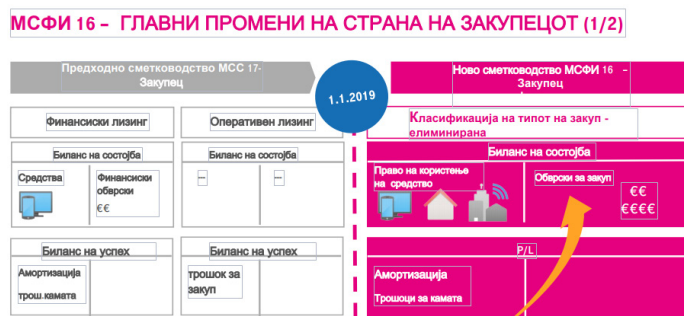 МСФИ 16 – ГЛАВНИ ПРОМЕНИ НА СТРАНА НА ЗАКУПЕЦОТ (1/2)
Предходно сметководство МСС 17-
Закупец
1.1.2019
Ново сметководство МСФИ 16 –
Закупец
Финансиски лизинг
Оперативен лизинг
Класификација на типот на закуп -
елиминирана
Биланс на состојба
Биланс на состојба
Биланс на состојба
Средства
Финансиски
обврски
€€
–
–
Право на користење
на средство
Обврски за закуп
€€
€€€€
Биланс на успех
Биланс на успех
P/L
Амортизација
трош.камата
трошок за
закуп
Амортизација
Трошоци за камата